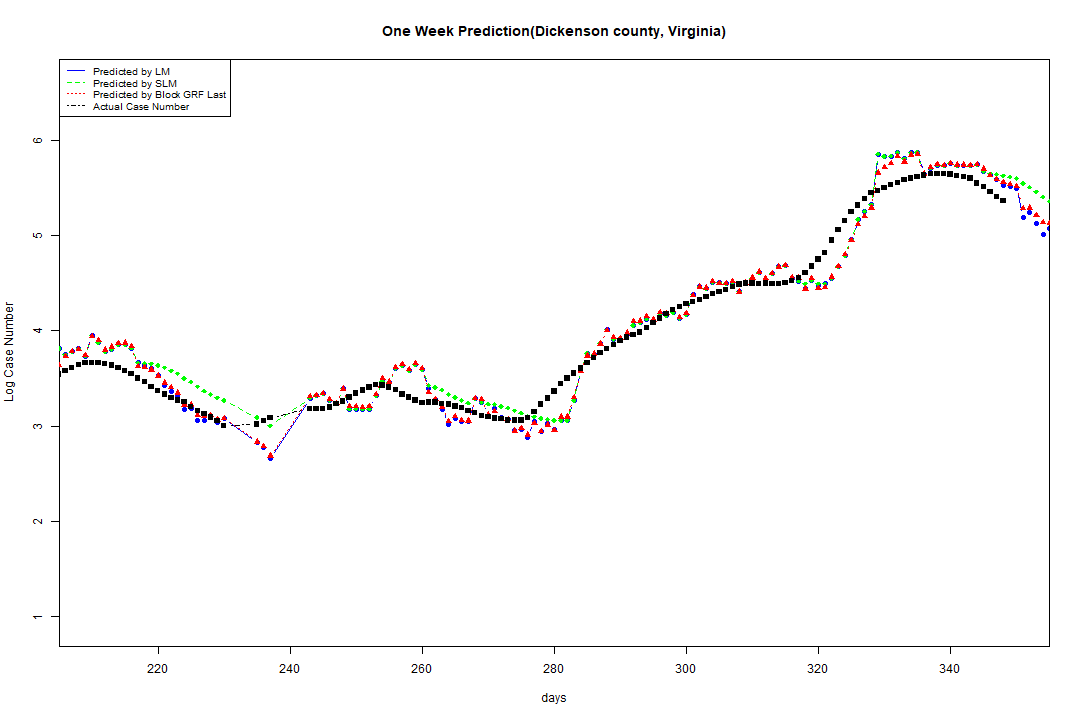 One Week Prediction(Dickenson county, Virginia)
Predicted by LM
Predicted by SLM
Predicted by Block GRF Last
Actual Case Number
Log Case Number
6
5
4
3
2
1
220 240 260 280 300 320 340
days